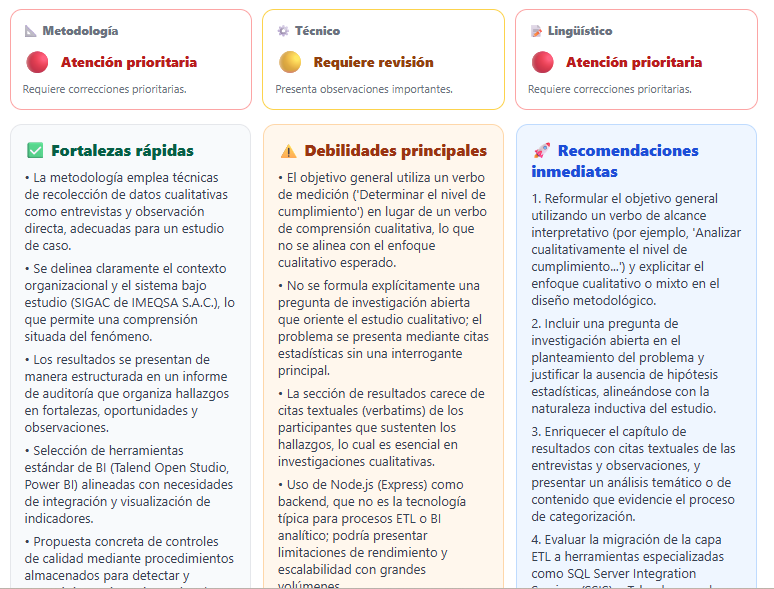 Metodología
Atención prioritaria
Requiere correcciones prioritarias.
Técnico
Requiere revisión
Presenta observaciones importantes.
Lingüístico
Atención prioritaria
Requiere correcciones prioritarias.
Fortalezas rápidas
• La metodología emplea técnicas
de recolección de datos cualitativas
como entrevistas y observación
directa, adecuadas para un estudio
de caso.
• Se delinea claramente el contexto
organizacional y el sistema bajo
estudio (SIGAC de IMEQSA S.A.C.), lo
que permite una comprensión
situada del fenómeno.
• Los resultados se presentan de
manera estructurada en un informe
de auditoría que organiza hallazgos
en fortalezas, oportunidades y
observaciones.
• Selección de herramientas
estándar de BI (Talend Open Studio,
Power BI) alineadas con necesidades
de integración y visualización de
indicadores.
• Propuesta concreta de controles
de calidad mediante procedimientos
almacenados para detectar y
Debilidades principales
• El objetivo general utiliza un verbo
de medición ('Determinar el nivel de
cumplimiento') en lugar de un verbo
de comprensión cualitativa, lo que
no se alinea con el enfoque
cualitativo esperado.
• No se formula explícitamente una
pregunta de investigación abierta
que oriente el estudio cualitativo; el
problema se presenta mediante citas
estadísticas sin una interrogante
principal.
• La sección de resultados carece de
citas textuales (verbatims) de los
participantes que sustenten los
hallazgos, lo cual es esencial en
investigaciones cualitativas.
• Uso de Node.js (Express) como
backend, que no es la tecnología
típica para procesos ETL o BI
analítico; podría presentar
limitaciones de rendimiento y
escalabilidad con grandes
volúmenes.
Recomendaciones
inmediatas
1. Reformular el objetivo general
utilizando un verbo de alcance
interpretativo (por ejemplo, 'Analizar
cualitativamente el nivel de
cumplimiento...') y explicitar el
enfoque cualitativo o mixto en el
diseño metodológico.
2. Incluir una pregunta de
investigación abierta en el
planteamiento del problema y
justificar la ausencia de hipótesis
estadísticas, alineándose con la
naturaleza inductiva del estudio.
3. Enriquecer el capítulo de
resultados con citas textuales de las
entrevistas y observaciones, y
presentar un análisis temático o de
contenido que evidencie el proceso
de categorización.
4. Evaluar la migración de la capa
ETL a herramientas especializadas
como SQL Server Integration